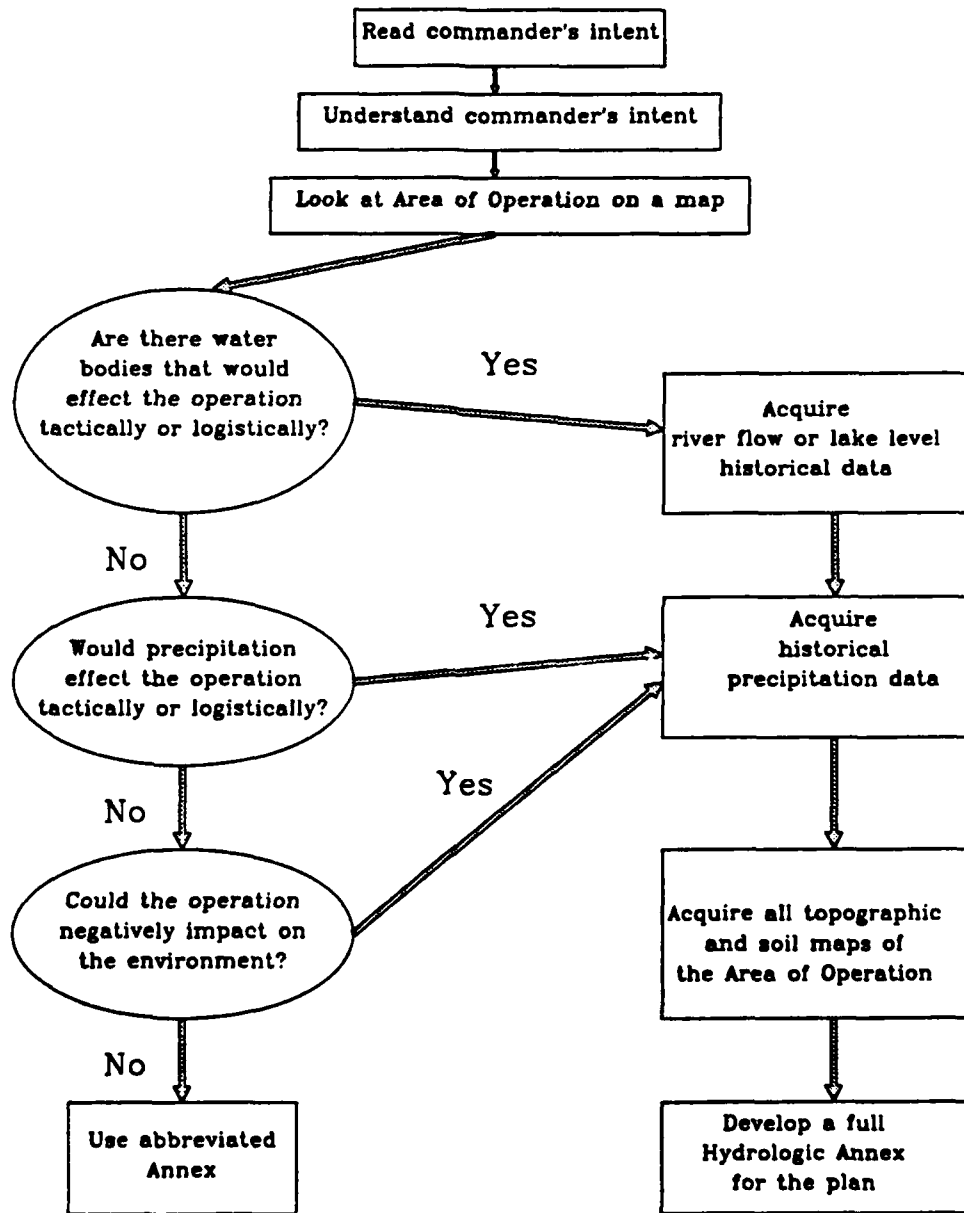 Read commander's intent
Understand commander's intent
Look at Area of Operation on a map
Are there water
bodies that would
effect the operation
tactically or logistically?
Yes
Acquire
river flow or lake level
historical data
No
Would precipitation
effect the operation
tactically or logistically?
Yes
Acquire
historical
precipitation data
No
Yes
Could the operation
negatively impact on
the environment?
Acquire all topographic
and soil maps of
the Area of Operation
No
Use abbreviated
Annex
Develop a full
Hydrologic Annex
for the plan